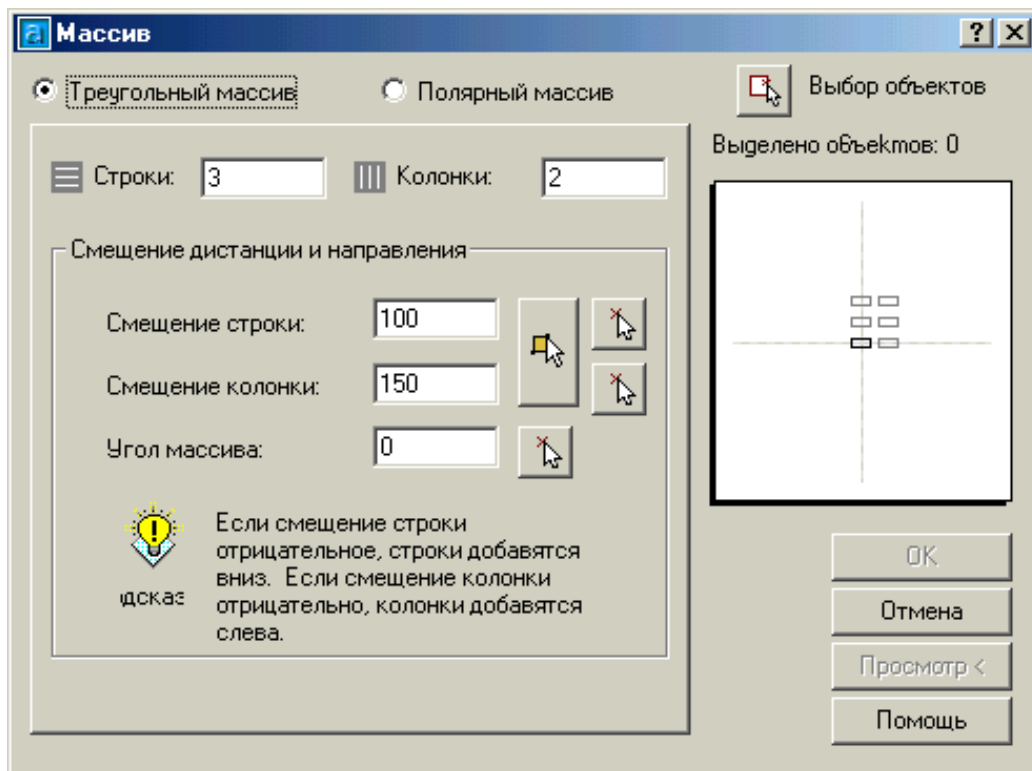 Массив
Треугольный массив
Полярный массив
Выбор объектов
Выделено объектов: 0
Строки: 3
Колонки: 2
Смещение дистанции и направления
Смещение строки: 100
Смещение колонки: 150
Угол массива: 0
дсказ
Если смещение строки
отрицательное, строки добавятся
вниз. Если смещение колонки
отрицательно, колонки добавятся
слева.
OK
Отмена
Просмотр <
Помощь